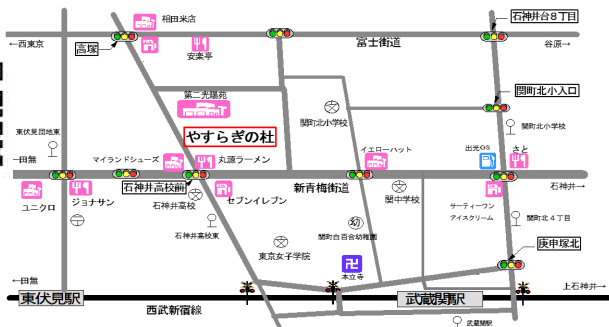 相田米店
石神井台8丁目
←西東京
富士街道
谷原→
高塚
安楽亭
第二光陽苑
関町北小入口
関町北小学校
関町北小学校
やすらぎの杜
東伏見団地東
イエローハット
出光GS
さと
←田無
マイランドシューズ
丸源ラーメン
石神井高校前
新青梅街道
石神井→
ユニクロ
ジョナサン
石神井高校
セブンイレブン
関中学校
サーティーワン
アイスクリーム
関町北4丁目
石神井高校東
幼
関町白百合幼稚園
東京女子学院
庚申塚北
卍
本立寺
←田無
上石神井→
東伏見駅
武蔵関駅
西武新宿線
武蔵関駅